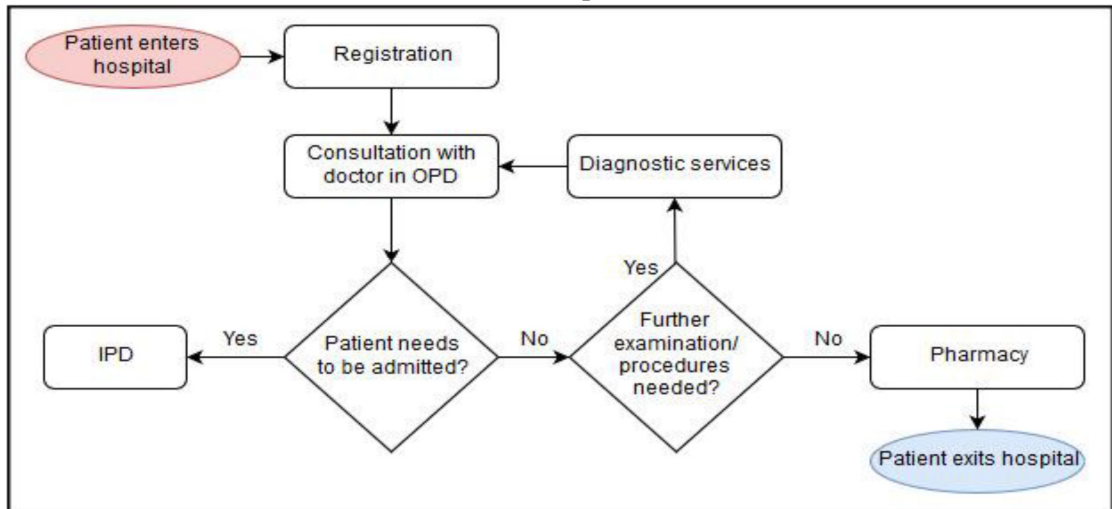 Patient enters
hospital
Registration
Consultation with
doctor in OPD
Diagnostic services
Yes
Further
examination/
procedures
needed?
Patient needs
to be admitted?
Yes
No
No
IPD
Pharmacy
Patient exits hospital